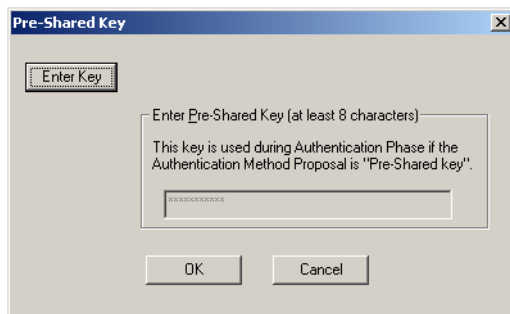 Pre-Shared Key
Enter Key
Enter Pre-Shared Key (at least 8 characters)
This key is used during Authentication Phase if the
Authentication Method Proposal is "Pre-Shared key".
xxxxxxxxxxx
OK
Cancel